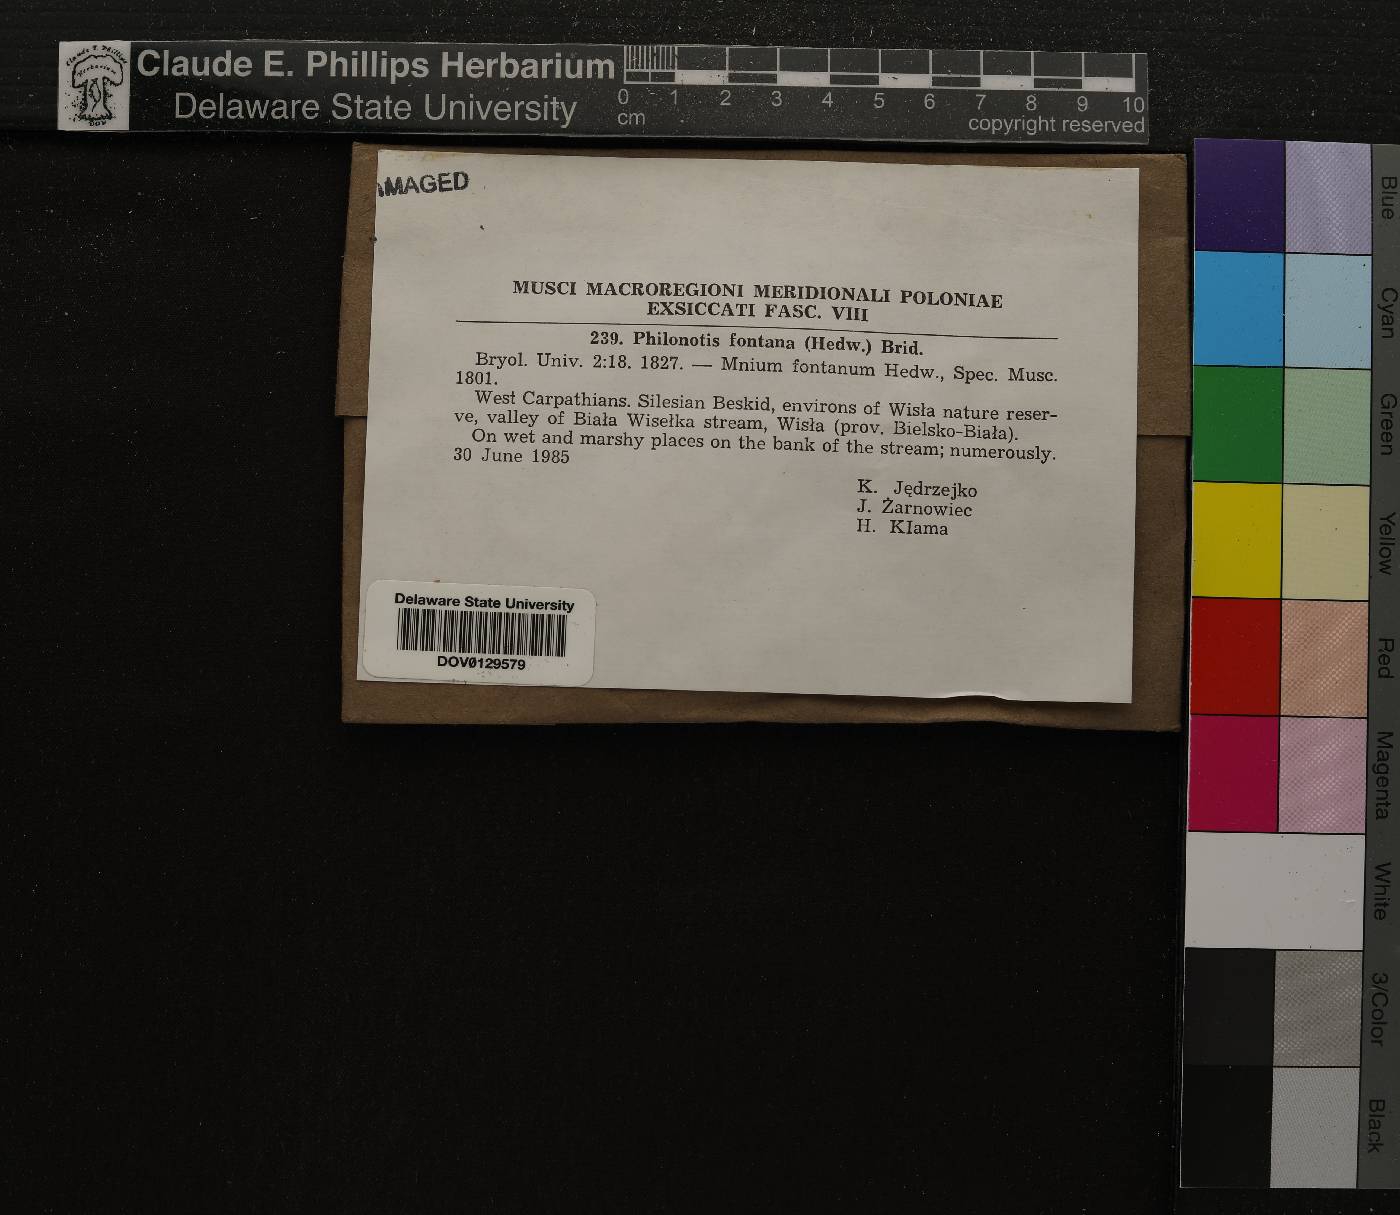 Claude E. Phillips Herbarium
Delaware State University
0 1 2 3 4 5 6 7 8 9 10
cm
copyright reserved
MAGED
MUSCI MACROREGIONI MERIDIONALI POLONIAE
EXSICCATI FASC. VIII
239. Philonotis fontana (Hedw.) Brid.
Bryol. Univ. 2:18. 1827. — Mnium fontanum Hedw., Spec. Musc.
1801.
West Carpathians. Silesian Beskid, environs of Wisła nature reser-
ve, valley of Biała Wisełka stream, Wisła (prov. Bielsko-Biała).
On wet and marshy places on the bank of the stream; numerously.
30 June 1985
K. Jędrzejko
J. Żarnowiec
H. KIama
Delaware State University
DOV0129579
Blue
Cyan
Green
Yellow
Red
Magenta
White
3/Color
Black